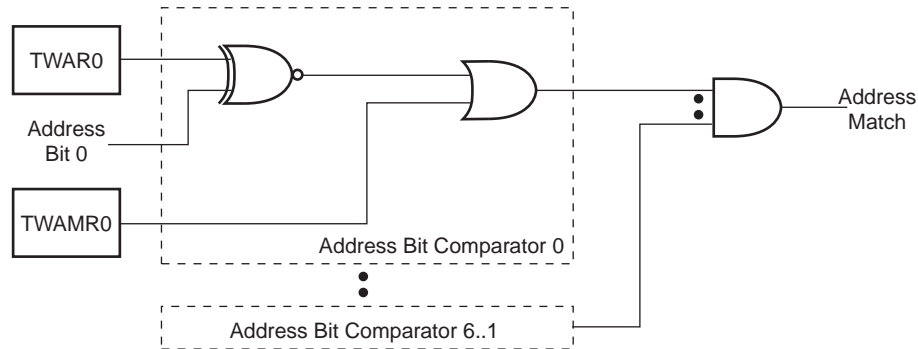 TWAR0
Address
Bit 0
TWAMR0
Address Bit Comparator 0
Address Bit Comparator 6..1
Address
Match